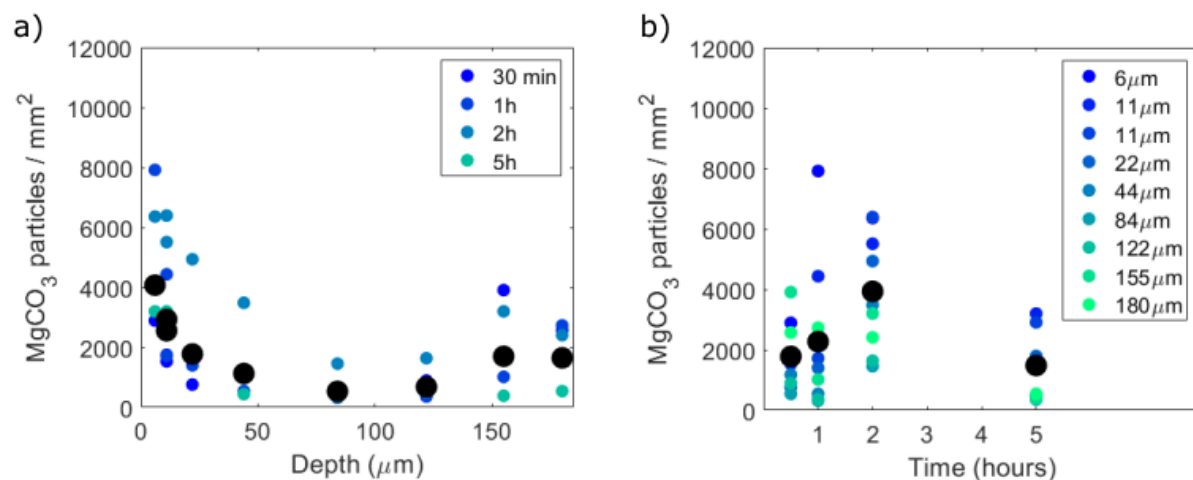 a)
MgCO3 particles / mm2
12000
10000
8000
6000
4000
2000
0
0 50 100 150
Depth (μm)
30 min
1h
2h
5h
b)
MgCO3 particles / mm2
12000
10000
8000
6000
4000
2000
0
1 2 3 4 5
Time (hours)
6μm
11μm
11μm
22μm
44μm
84μm
122μm
155μm
180μm